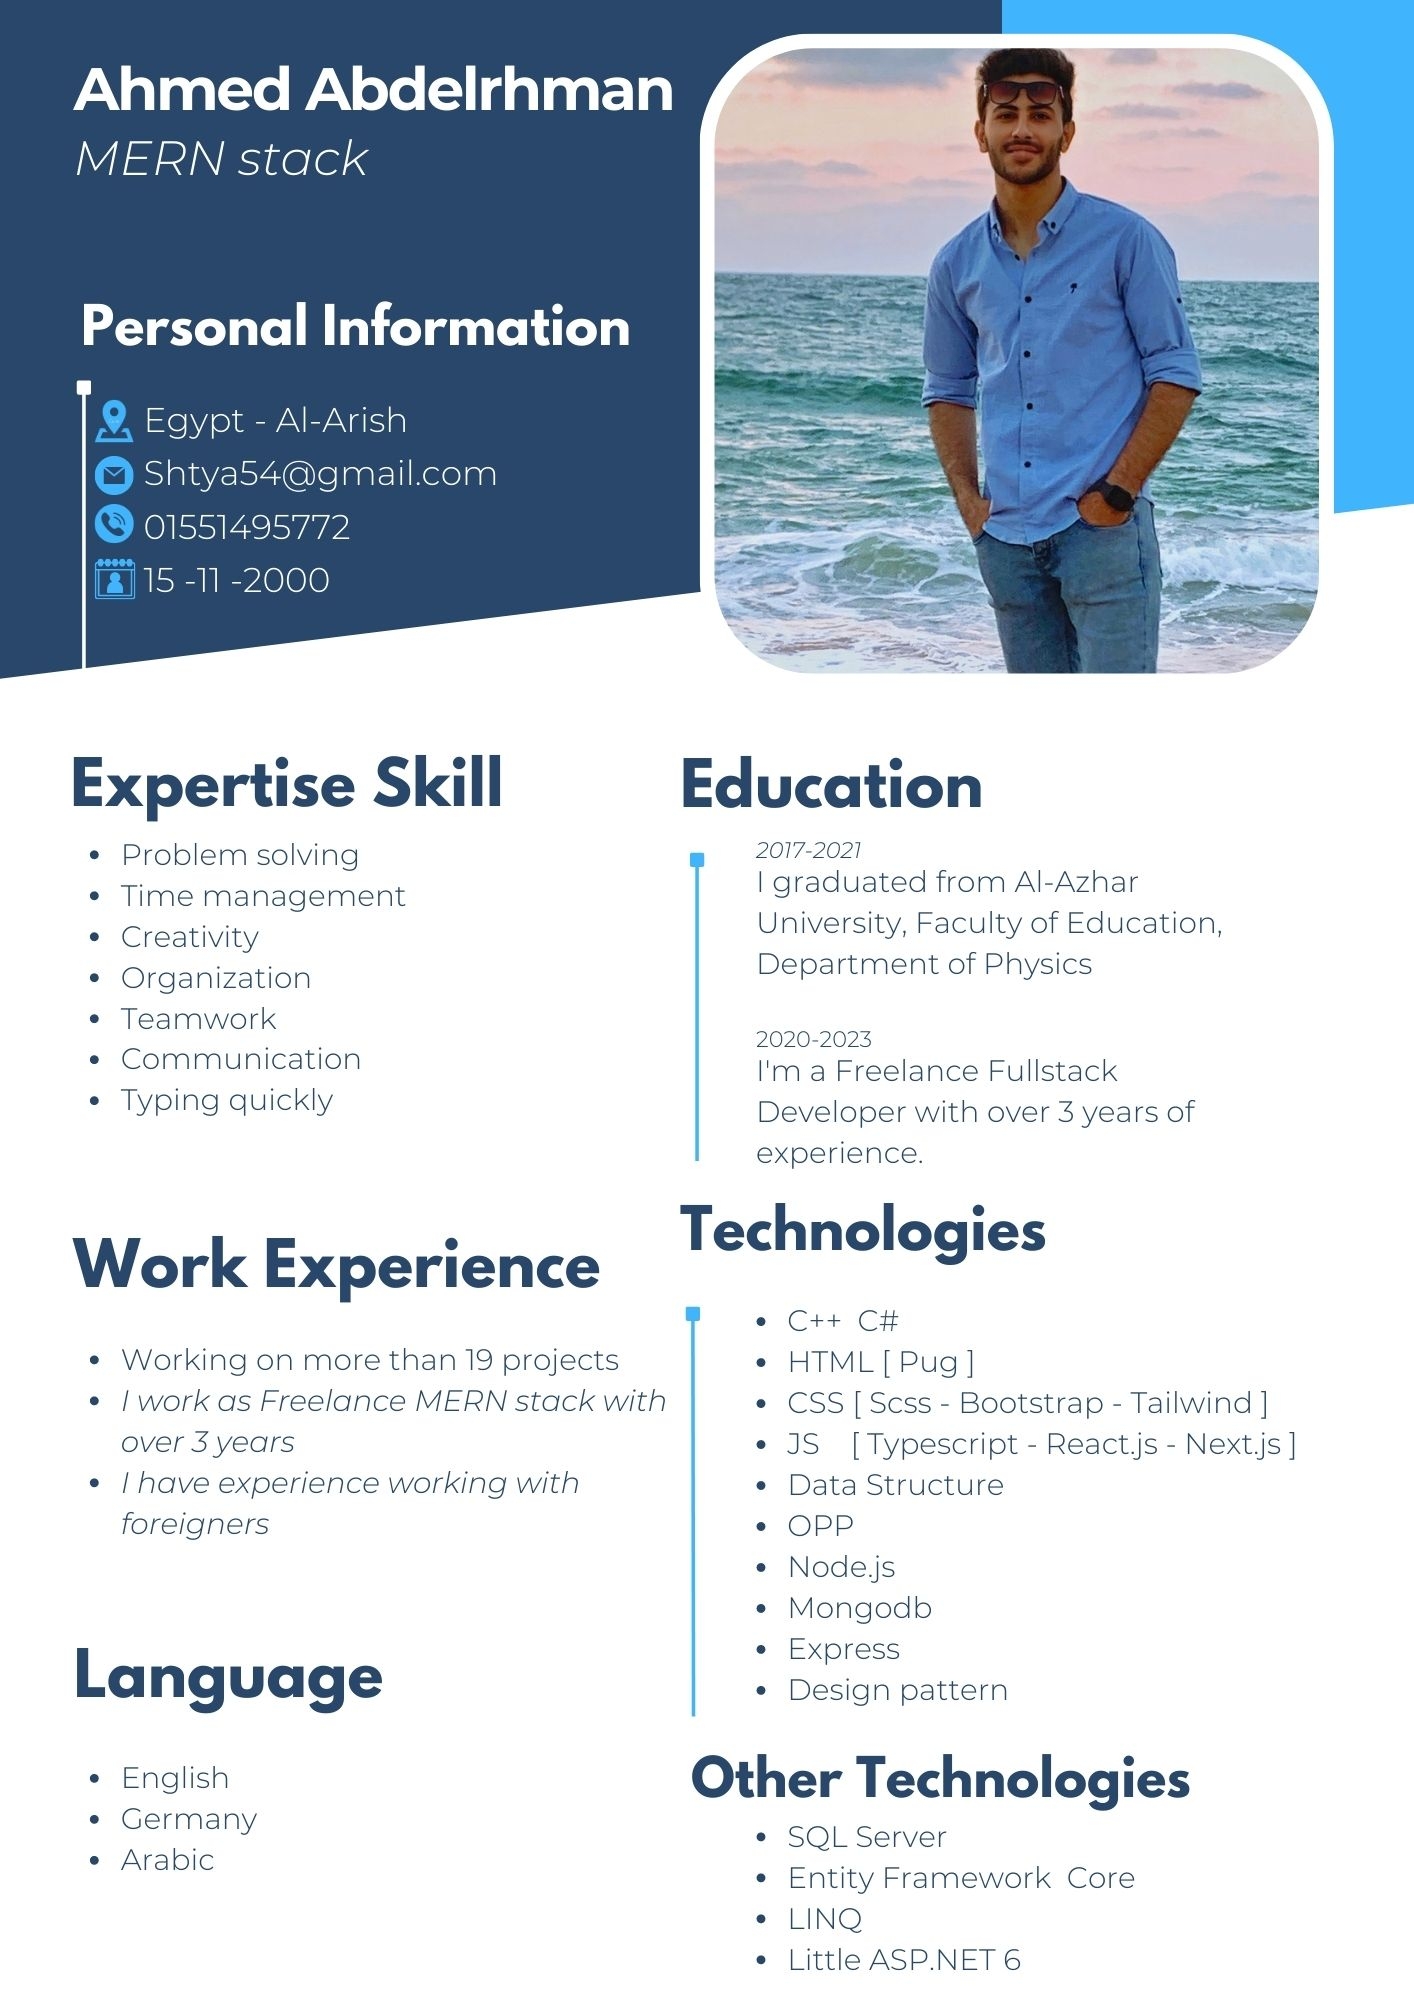 Ahmed Abdelrhman
MERN stack
Personal Information
Egypt - Al-Arish
Shtya54@gmail.com
01551495772
15 -11 -2000
Expertise Skill
Problem solving
Time management
Creativity
Organization
Teamwork
Communication
Typing quickly
Work Experience
Working on more than 19 projects
I work as Freelance MERN stack with
over 3 years
I have experience working with
foreigners
Language
English
Germany
Arabic
Education
2017-2021
I graduated from Al-Azhar
University, Faculty of Education,
Department of Physics
2020-2023
I'm a Freelance Fullstack
Developer with over 3 years of
experience.
Technologies
C++  C#
HTML [ Pug ]
CSS [ Scss - Bootstrap - Tailwind ]
JS    [ Typescript - React.js - Next.js ]
Data Structure
OPP
Node.js
Mongodb
Express
Design pattern
Other Technologies
SQL Server
Entity Framework  Core
LINQ
Little ASP.NET 6